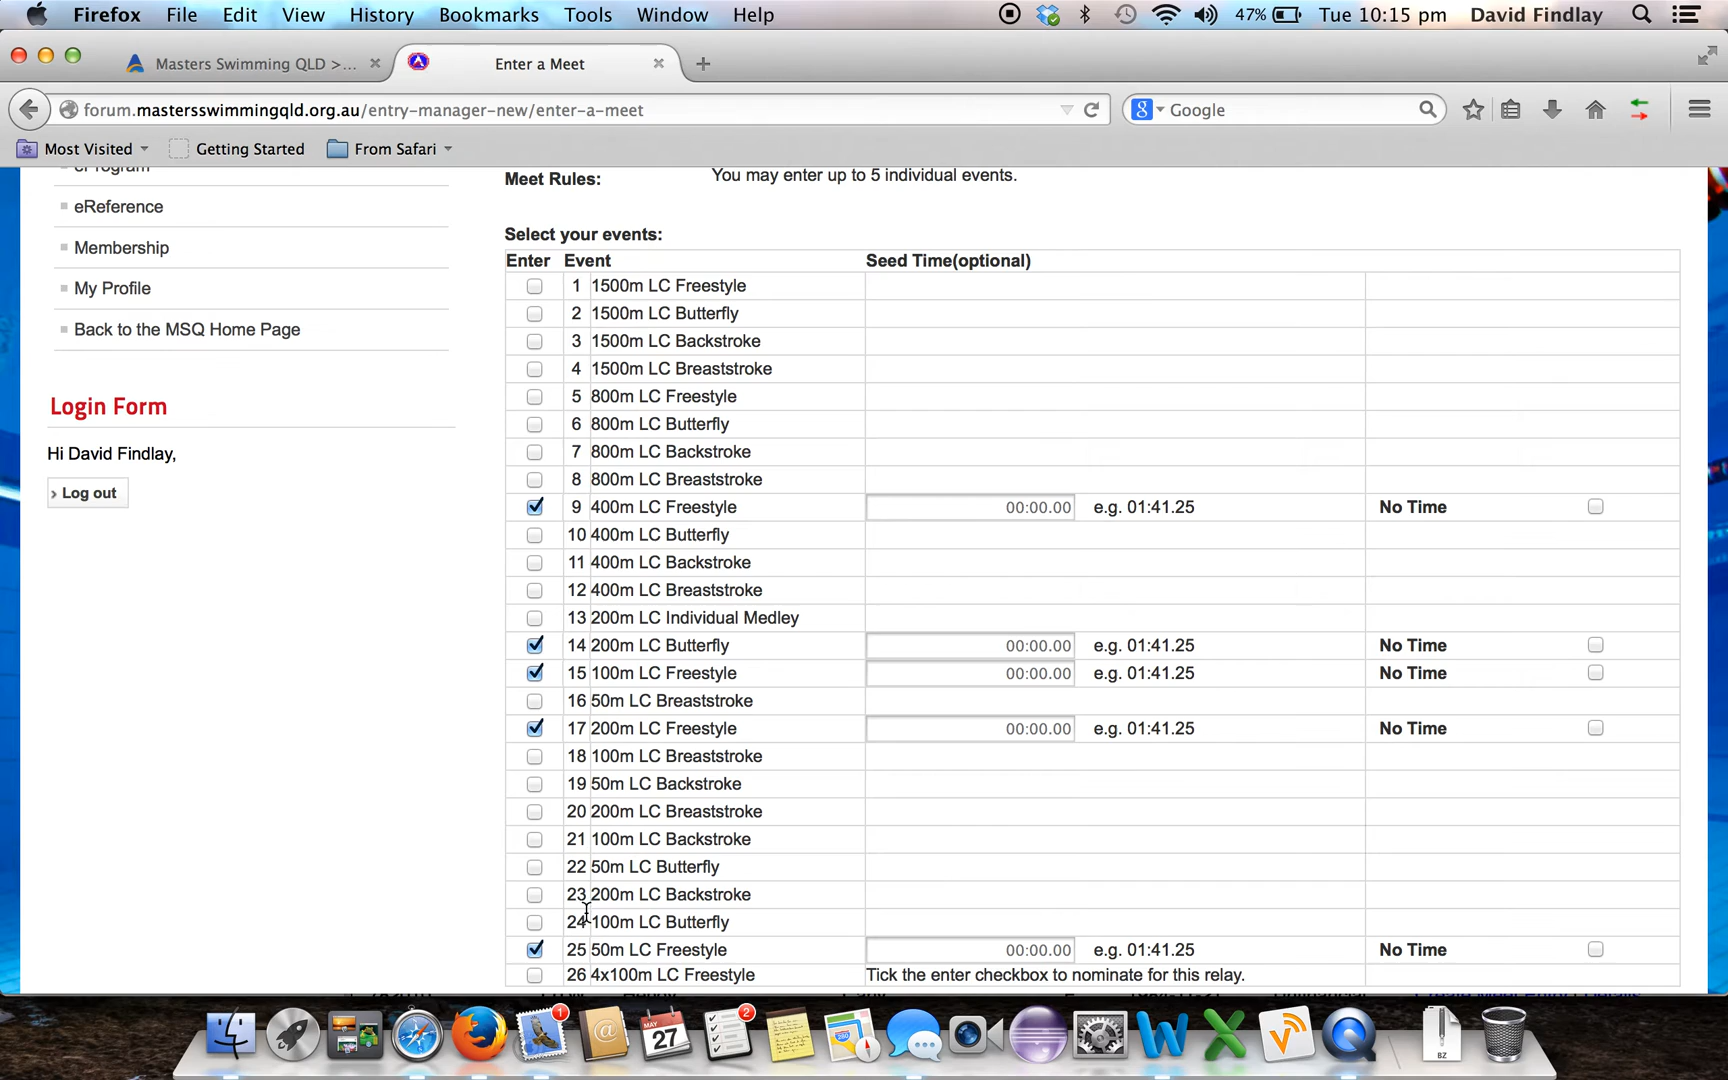 Firefox File Edit View History Bookmarks Tools Window Help 47% Tue 10:15 pm David Findlay
Masters Swimming QLD >... Enter a Meet
forum.mastersswimmingqld.org.au/entry-manager-new/enter-a-meet Google
Most Visited Getting Started From Safari
eProgram
eReference
Membership
My Profile
Back to the MSQ Home Page
Login Form
Hi David Findlay,
Log out
Meet Rules: You may enter up to 5 individual events.
Select your events:
Enter Event Seed Time(optional)
1 1500m LC Freestyle
2 1500m LC Butterfly
3 1500m LC Backstroke
4 1500m LC Breaststroke
5 800m LC Freestyle
6 800m LC Butterfly
7 800m LC Backstroke
8 800m LC Breaststroke
9 400m LC Freestyle 00:00.00 e.g. 01:41.25 No Time
10 400m LC Butterfly
11 400m LC Backstroke
12 400m LC Breaststroke
13 200m LC Individual Medley
14 200m LC Butterfly 00:00.00 e.g. 01:41.25 No Time
15 100m LC Freestyle 00:00.00 e.g. 01:41.25 No Time
16 50m LC Breaststroke
17 200m LC Freestyle 00:00.00 e.g. 01:41.25 No Time
18 100m LC Breaststroke
19 50m LC Backstroke
20 200m LC Breaststroke
21 100m LC Backstroke
22 50m LC Butterfly
23 200m LC Backstroke
24 100m LC Butterfly
25 50m LC Freestyle 00:00.00 e.g. 01:41.25 No Time
26 4x100m LC Freestyle Tick the enter checkbox to nominate for this relay.
1
MAY
27
2
BZ